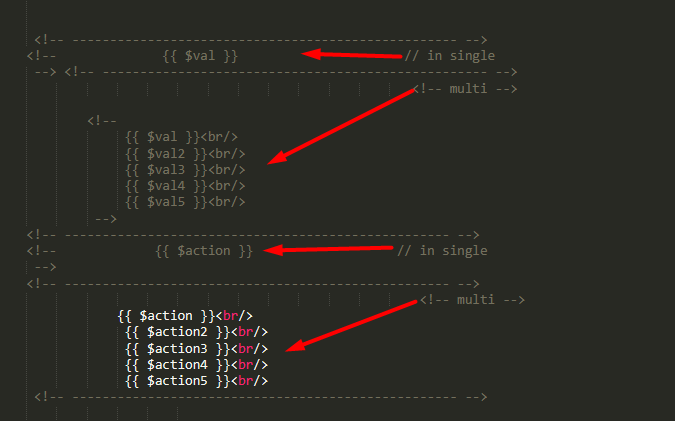 <!-- --------------------------------------------------- -->
<!-- {{ $val }} // in single
--> <!-- --------------------------------------------------- -->
<!-- multi -->
<!--
{{ $val }}<br/>
{{ $val2 }}<br/>
{{ $val3 }}<br/>
{{ $val4 }}<br/>
{{ $val5 }}<br/>
-->
<!-- --------------------------------------------------- -->
<!-- {{ $action }} // in single
-->
<!-- --------------------------------------------------- -->
<!-- multi -->
{{ $action }}<br/>
{{ $action2 }}<br/>
{{ $action3 }}<br/>
{{ $action4 }}<br/>
{{ $action5 }}<br/>
<!-- --------------------------------------------------- -->